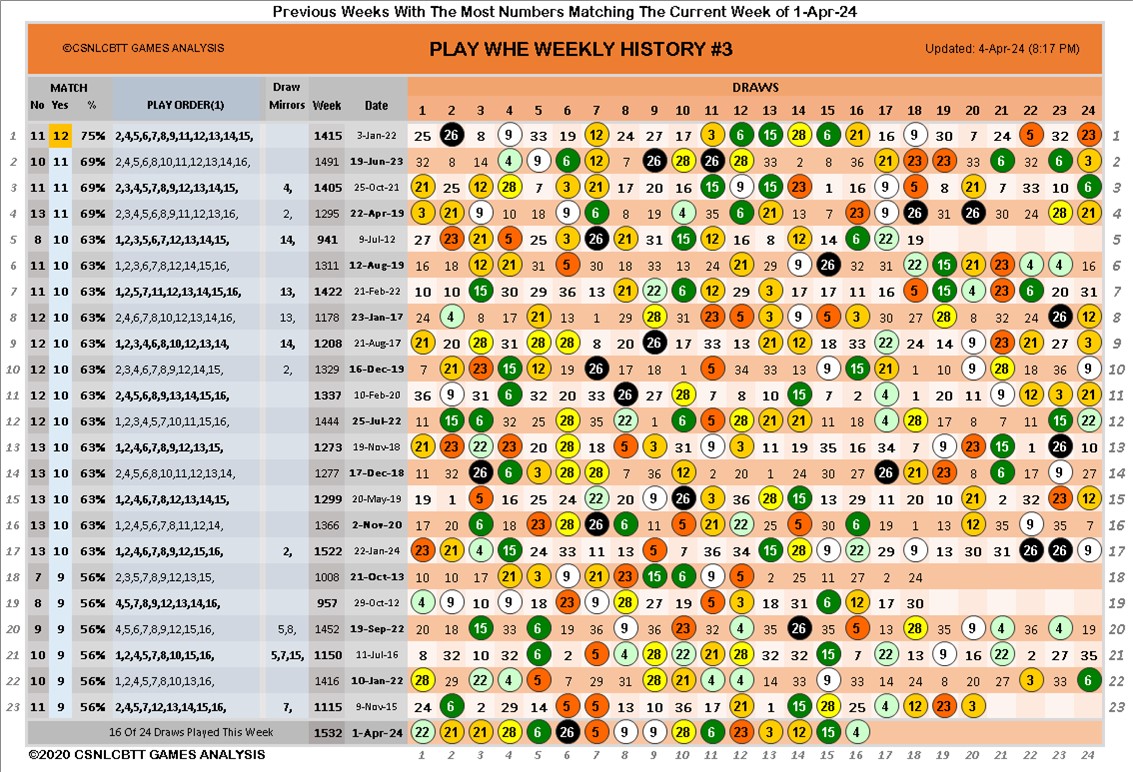 Previous Weeks With The Most Numbers Matching The Current Week of 1-Apr-24
©CSNLCBTT GAMES ANALYSIS PLAY WHE WEEKLY HISTORY #3 Updated: 4-Apr-24 (8:17 PM)
MATCH Draw DRAWS
No Yes % PLAY ORDER(1) Mirrors Week Date 1 2 3 4 5 6 7 8 9 10 11 12 13 14 15 16 17 18 19 20 21 22 23 24
1 11 12 75% 2,4,5,6,7,8,9,11,12,13,14,15, 1415 3-Jan-22 25 26 8 9 33 19 12 24 27 17 3 6 15 28 6 21 16 9 30 7 24 5 32 23 1
2 10 11 69% 2,4,5,6,8,10,11,12,13,14,16, 1491 19-Jun-23 32 8 14 4 9 6 12 7 26 28 26 28 33 2 8 36 21 23 23 33 6 32 6 3 2
3 11 11 69% 2,3,4,5,7,8,9,12,13,14,15, 4, 1405 25-Oct-21 21 25 12 28 7 3 21 17 20 16 15 9 15 23 1 16 9 5 8 21 7 33 10 6 3
4 13 11 69% 2,3,4,5,6,8,9,11,12,13,16, 2, 1295 22-Apr-19 3 21 9 10 18 9 6 8 19 4 35 6 21 13 7 23 9 26 31 26 30 23 28 21 4
5 8 10 63% 1,2,3,5,6,7,12,13,14,15, 14, 941 9-Jul-12 27 23 21 5 25 3 26 21 31 15 12 16 8 12 14 6 22 19 5
6 11 10 63% 1,2,3,6,7,8,12,14,15,16, 1311 12-Aug-19 16 18 12 21 31 5 30 18 33 13 24 21 29 9 26 32 31 22 15 21 23 4 4 16 6
7 11 10 63% 1,2,5,7,11,12,13,14,15,16, 13, 1422 21-Feb-22 10 10 15 30 29 36 13 21 22 6 12 29 3 17 17 11 16 5 15 4 23 6 20 31 7
8 12 10 63% 2,4,6,7,8,10,12,13,14,16, 13, 1178 23-Jan-17 24 4 8 17 21 13 1 29 28 31 23 5 3 9 5 3 30 27 28 8 32 24 26 12 8
9 12 10 63% 1,2,3,4,6,8,10,12,13,14, 14, 1208 21-Aug-17 21 20 28 31 28 28 8 20 26 17 33 13 21 12 18 33 22 24 14 9 23 21 27 3 9
10 12 10 63% 2,3,4,6,7,8,9,12,14,15, 2, 1329 16-Dec-19 7 21 23 15 12 19 26 17 18 1 5 34 33 13 9 15 21 1 10 9 28 18 36 9 10
11 12 10 63% 2,4,5,6,8,9,13,14,15,16, 1337 10-Feb-20 36 9 31 6 32 20 33 26 10 28 7 8 10 15 7 2 4 1 20 11 9 12 3 21 11
12 12 10 63% 1,2,3,4,5,7,10,11,15,16, 1444 25-Jul-22 2 15 6 32 25 28 35 22 1 6 5 28 21 21 11 18 4 28 20 8 7 11 15 22 12
13 13 10 63% 1,2,4,6,7,8,9,12,13,15, 1273 19-Nov-18 21 23 22 23 20 28 18 5 3 31 9 3 11 19 35 16 34 7 9 23 15 1 26 10 13
14 13 10 63% 2,4,5,6,8,10,11,12,13,14, 1277 17-Dec-18 11 32 26 6 3 28 28 7 36 12 2 20 1 24 30 27 26 21 23 8 6 17 9 27 14
15 13 10 63% 1,2,4,6,7,8,12,13,14,15, 1299 20-May-19 19 1 5 16 25 24 22 20 9 26 3 36 28 15 13 29 11 20 10 21 2 32 23 12 15
16 13 10 63% 1,2,4,5,6,7,8,11,12,14, 1366 2-Nov-20 17 20 6 18 23 28 26 6 11 5 21 22 25 5 30 6 19 1 13 12 35 9 35 7 16
17 13 10 63% 1,2,4,6,7,8,9,12,15,16, 2, 1522 22-Jan-24 23 21 4 15 24 33 11 13 5 7 36 34 15 28 9 22 29 9 13 30 31 26 26 9 17
18 7 9 56% 2,3,5,7,8,9,12,13,15, 1008 21-Oct-13 10 10 17 21 3 9 21 23 15 6 9 5 2 25 11 27 2 24 18
19 8 9 56% 4,5,7,8,9,12,13,14,16, 957 29-Oct-12 4 9 10 9 18 23 9 28 27 19 5 3 18 31 6 12 17 30 19
20 9 9 56% 4,5,6,7,8,9,12,15,16, 5,8, 1452 19-Sep-22 20 18 15 33 6 19 36 9 36 23 32 4 35 26 16 5 18 28 35 9 4 36 4 19 20
21 10 9 56% 1,2,4,5,7,8,10,15,16, 5,7,15, 1150 11-Jul-16 8 32 10 32 6 2 5 4 28 22 21 28 32 32 15 7 22 13 9 16 22 2 27 35 21
22 10 9 56% 1,2,4,5,7,8,10,13,16, 1416 10-Jan-22 28 29 22 4 5 7 29 31 28 21 4 4 14 15 9 33 14 24 8 20 27 3 33 6 22
23 11 9 56% 2,4,5,7,12,13,14,15,16, 7, 1115 9-Nov-15 24 6 2 29 14 5 5 13 10 36 17 21 1 15 28 25 4 12 23 3 23
16 Of 24 Draws Played This Week 1532 1-Apr-24 22 21 21 28 6 26 5 9 9 28 6 23 3 12 15 4
©2020 CSNLCBTT GAMES ANALYSIS 1 2 3 4 5 6 7 8 9 10 11 12 13 14 15 16 17 18 19 20 21 22 23 24